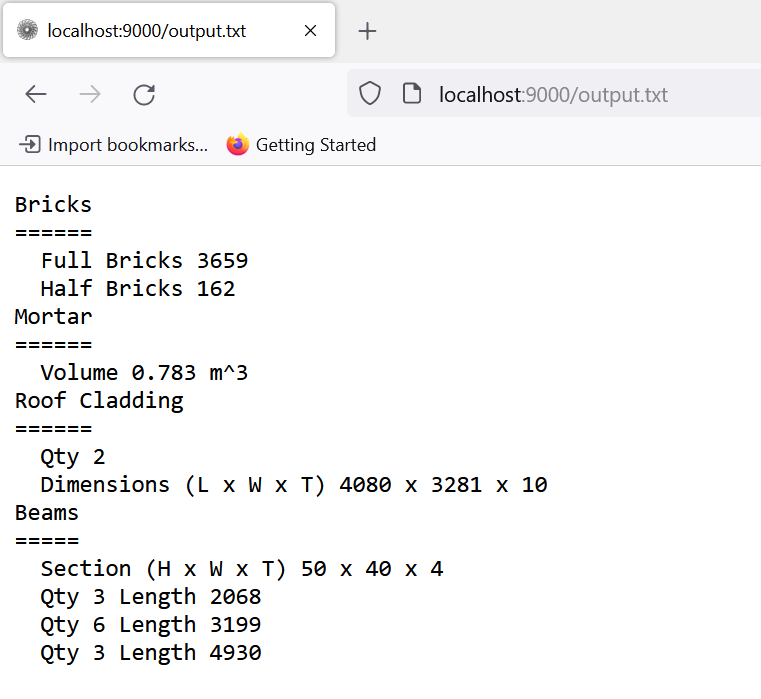 localhost:9000/output.txt
localhost:9000/output.txt
Import bookmarks... Getting Started
Bricks
======
  Full Bricks 3659
  Half Bricks 162
Mortar
======
  Volume 0.783 m^3
Roof Cladding
======
  Qty 2
  Dimensions (L x W x T) 4080 x 3281 x 10
Beams
=====
  Section (H x W x T) 50 x 40 x 4
  Qty 3 Length 2068
  Qty 6 Length 3199
  Qty 3 Length 4930